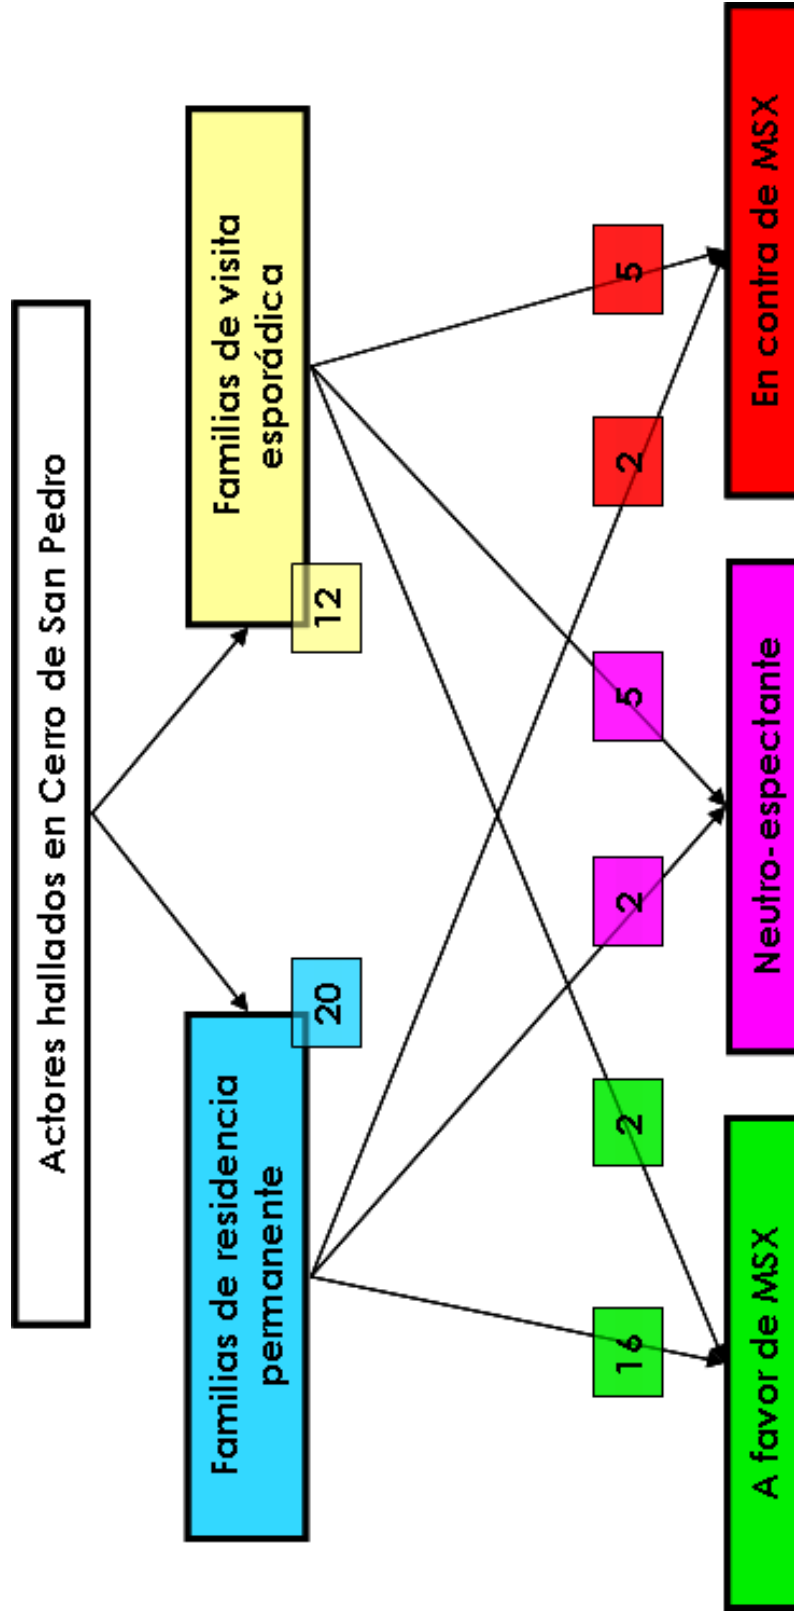 Actores hallados en Cerro de San Pedro
Familias de residencia
permanente
20
Familias de visita
esporádica
12
16
2
2
5
2
5
A favor de MSX
Neutro-espectante
En contra de MSX